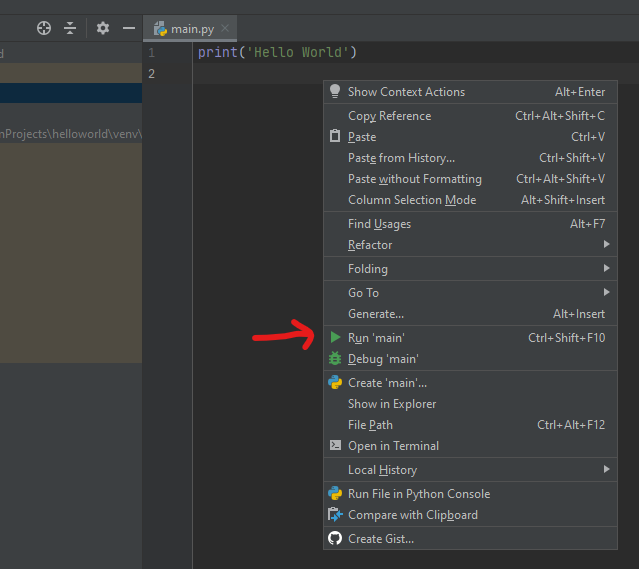 main.py
d
1 print('Hello World')
2
nProjects\helloworld\venv\
Show Context Actions Alt+Enter
Copy Reference Ctrl+Alt+Shift+C
Paste Ctrl+V
Paste from History... Ctrl+Shift+V
Paste without Formatting Ctrl+Alt+Shift+V
Column Selection Mode Alt+Shift+Insert
Find Usages Alt+F7
Refactor
Folding
Go To
Generate... Alt+Insert
Run 'main' Ctrl+Shift+F10
Debug 'main'
Create 'main'...
Show in Explorer
File Path Ctrl+Alt+F12
Open in Terminal
Local History
Run File in Python Console
Compare with Clipboard
Create Gist...